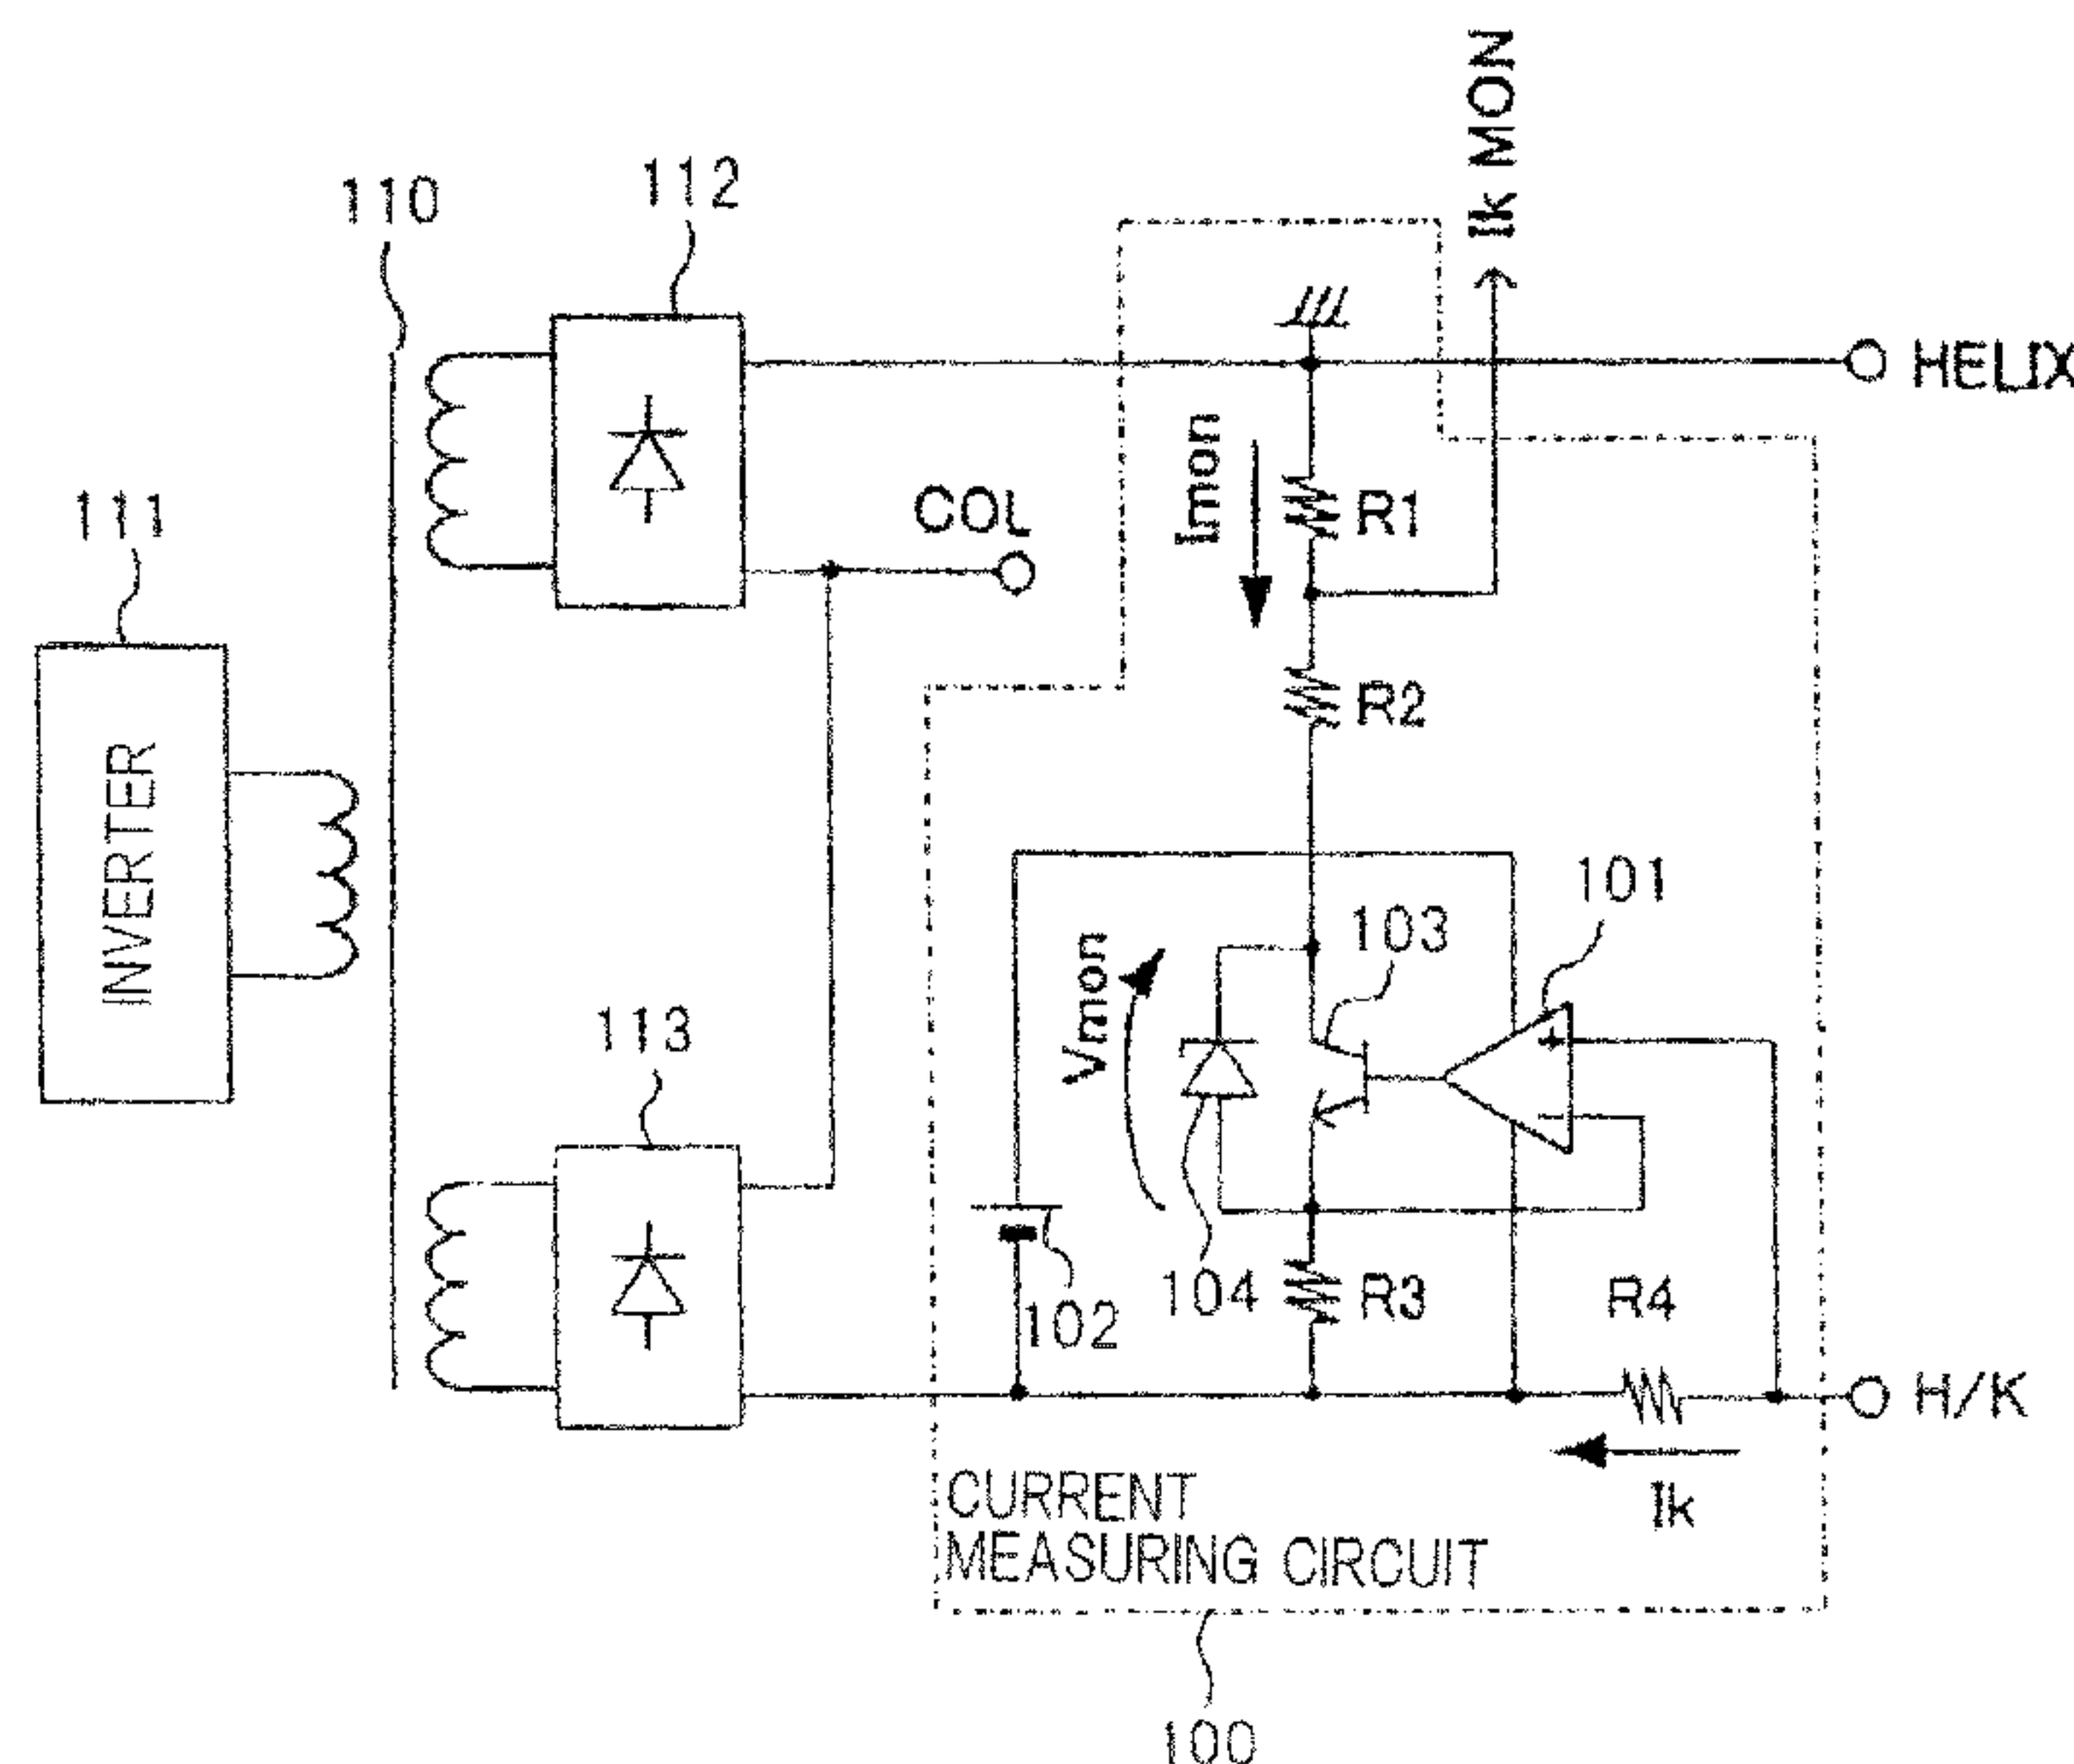 Ik MON
112
110
HELIX
Imon
R1
COL
111
R2
INVERTER
101
103
Vmon
+
−
113
104
R3
R4
102
H/K
Ik
CURRENT
MEASURING CIRCUIT
100